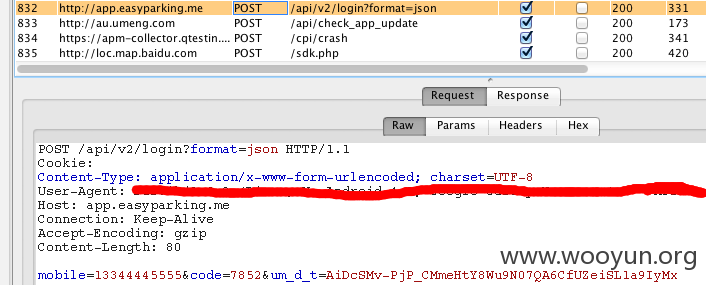 832 http://app.easyparking.me POST /api/v2/login?format=json 200 331
833 http://au.umeng.com POST /api/check_app_update 200 173
834 https://apm-collector.qtestin.... POST /cpi/crash 200 341
835 http://loc.map.baidu.com POST /sdk.php 200 420
Request Response
Raw Params Headers Hex
POST /api/v2/login?format=json HTTP/1.1
Cookie:
Content-Type: application/x-www-form-urlencoded; charset=UTF-8
User-Agent:
Host: app.easyparking.me
Connection: Keep-Alive
Accept-Encoding: gzip
Content-Length: 80
www.wooyun.org
mobile=13344445555&code=7852&um_d_t=AiDcSMv-PjP_CMmeHtY8Wu9N07QA6CfUZeiSL1a9IyMx